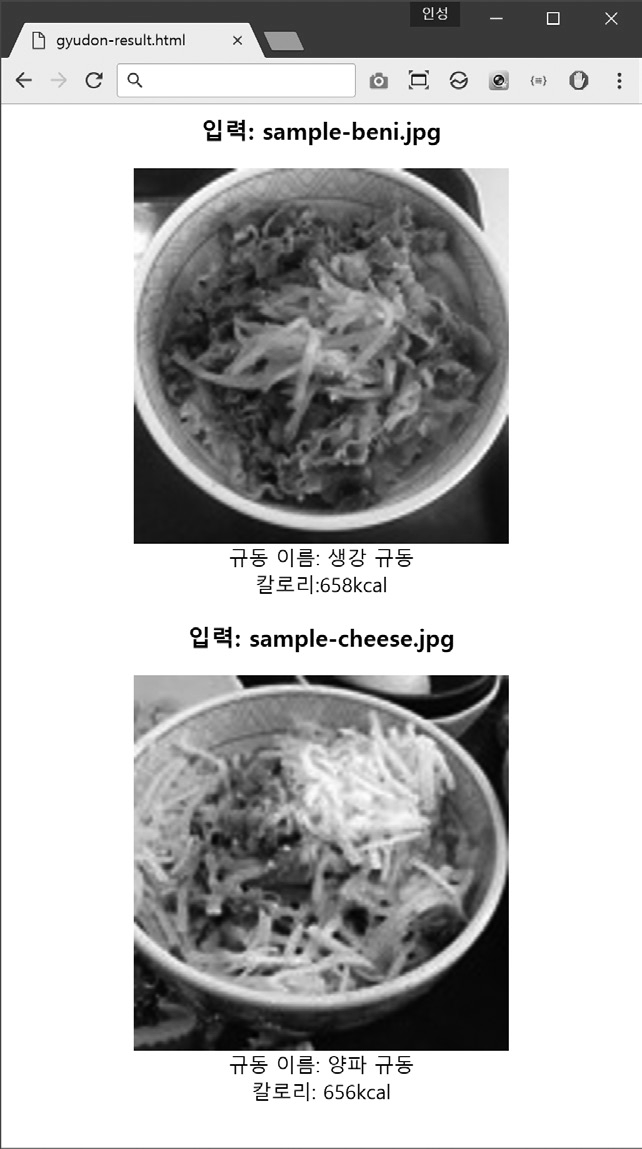 인성
gyudon-result.html
입력: sample-beni.jpg
규동 이름: 생강 규동
칼로리:658kcal
입력: sample-cheese.jpg
규동 이름: 양파 규동
칼로리: 656kcal